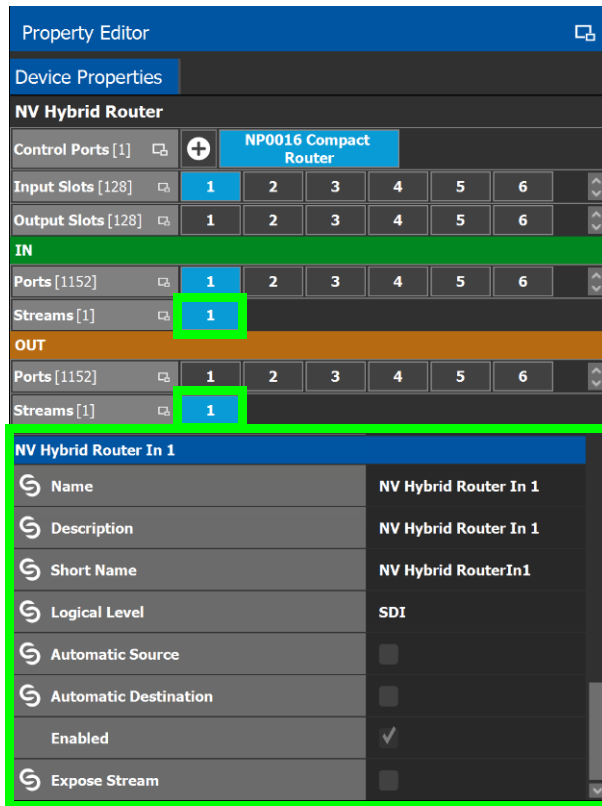 Property Editor
Device Properties
NV Hybrid Router
Control Ports [1] NP0016 Compact Router
Input Slots [128] 1 2 3 4 5 6
Output Slots [128] 1 2 3 4 5 6
IN
Ports [1152] 1 2 3 4 5 6
Streams [1] 1
OUT
Ports [1152] 1 2 3 4 5 6
Streams [1] 1
NV Hybrid Router In 1
Name NV Hybrid Router In 1
Description NV Hybrid Router In 1
Short Name NV Hybrid RouterIn1
Logical Level SDI
Automatic Source
Automatic Destination
Enabled
Expose Stream